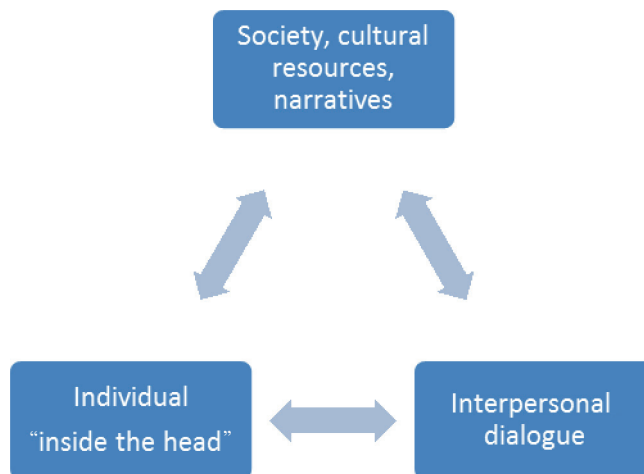 Society, cultural
resources,
narratives
Individual
“inside the head”
Interpersonal
dialogue